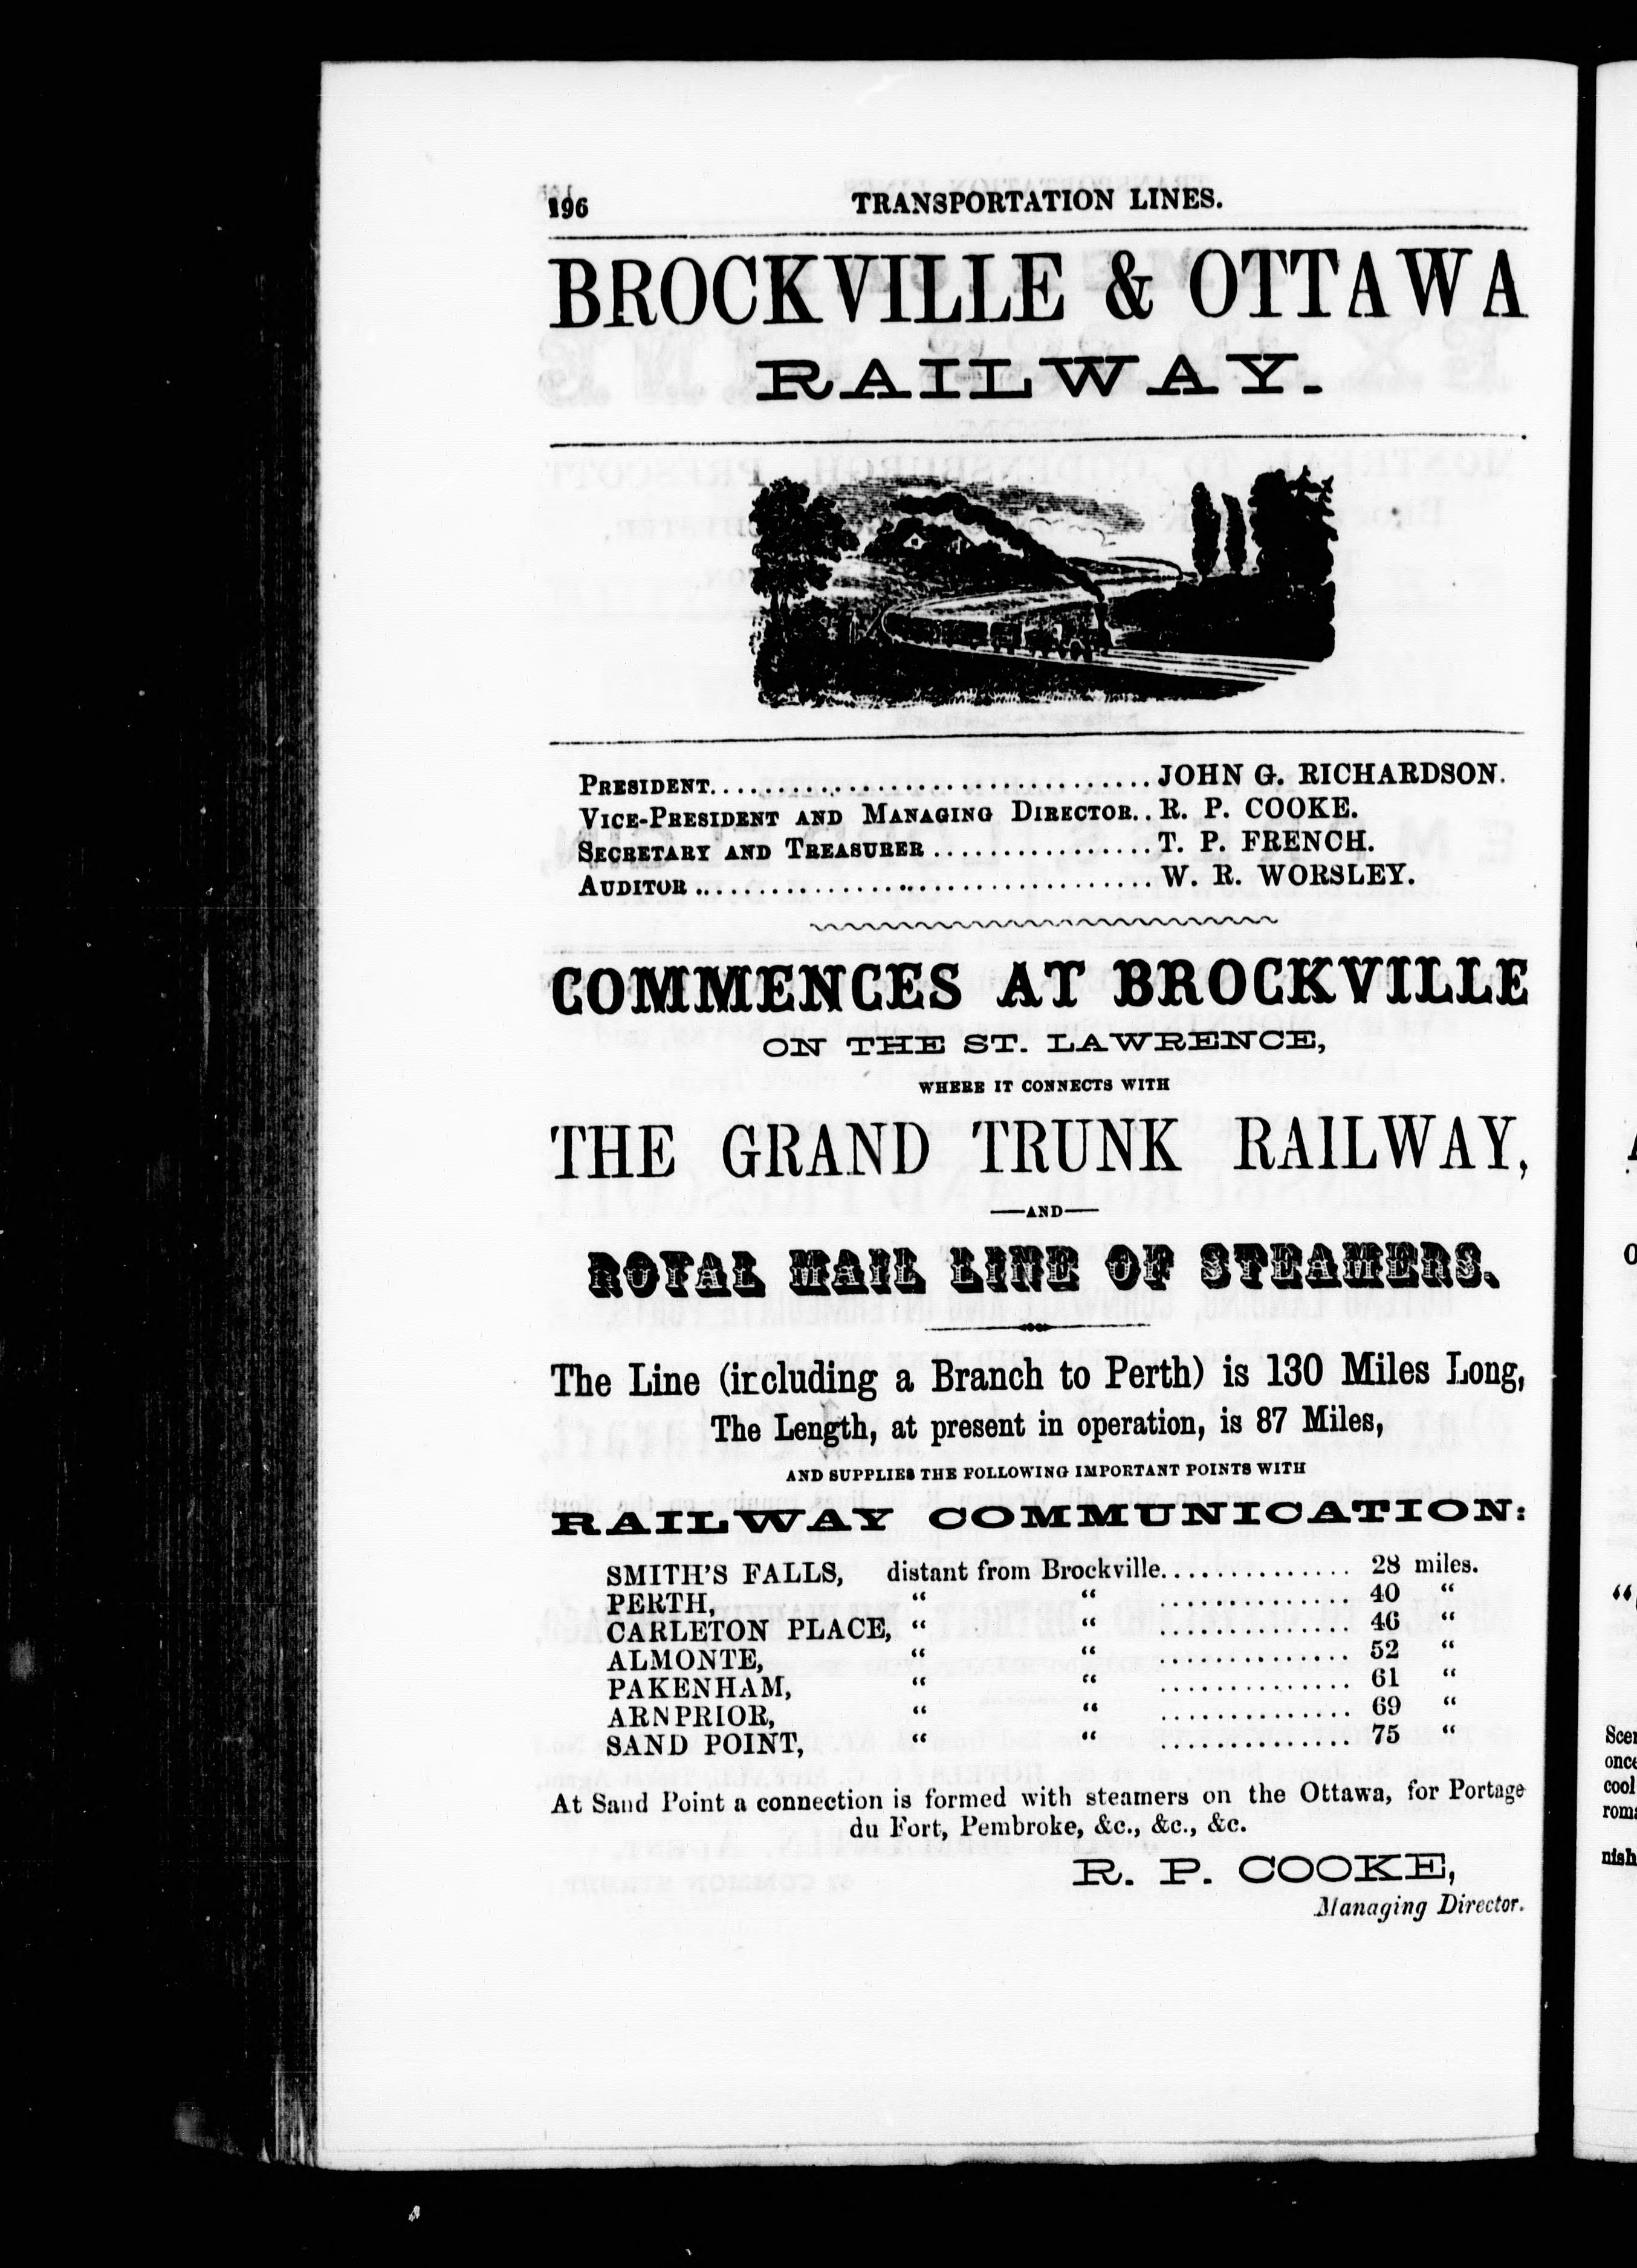 196 TRANSPORTATION LINES.
BROCKVILLE & OTTAWA
RAILWAY.
PRESIDENT.................................JOHN G. RICHARDSON.
VICE-PRESIDENT AND MANAGING DIRECTOR..R. P. COOKE.
SECRETARY AND TREASURER.................T. P. FRENCH.
AUDITOR..................................W. R. WORSLEY.
COMMENCES AT BROCKVILLE
ON THE ST. LAWRENCE,
WHERE IT CONNECTS WITH
THE GRAND TRUNK RAILWAY,
—AND—
ROYAL MAIL LINE OF STEAMERS.
The Line (including a Branch to Perth) is 130 Miles Long,
The Length, at present in operation, is 87 Miles,
AND SUPPLIES THE FOLLOWING IMPORTANT POINTS WITH
RAILWAY COMMUNICATION:
SMITH'S FALLS, distant from Brockville............... 28 miles.
PERTH, “ “ ............... 40 “
CARLETON PLACE, “ “ ............... 46 “
ALMONTE, “ “ ............... 52 “
PAKENHAM, “ “ ............... 61 “
ARNPRIOR, “ “ ............... 69 “
SAND POINT, “ “ ............... 75 “
At Sand Point a connection is formed with steamers on the Ottawa, for Portage
du Fort, Pembroke, &c., &c., &c.
R. P. COOKE,
Managing Director.